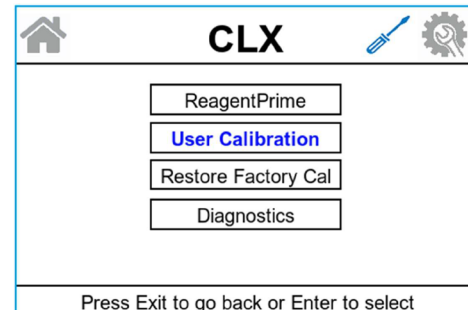 CLX
ReagentPrime
User Calibration
Restore Factory Cal
Diagnostics
Press Exit to go back or Enter to select